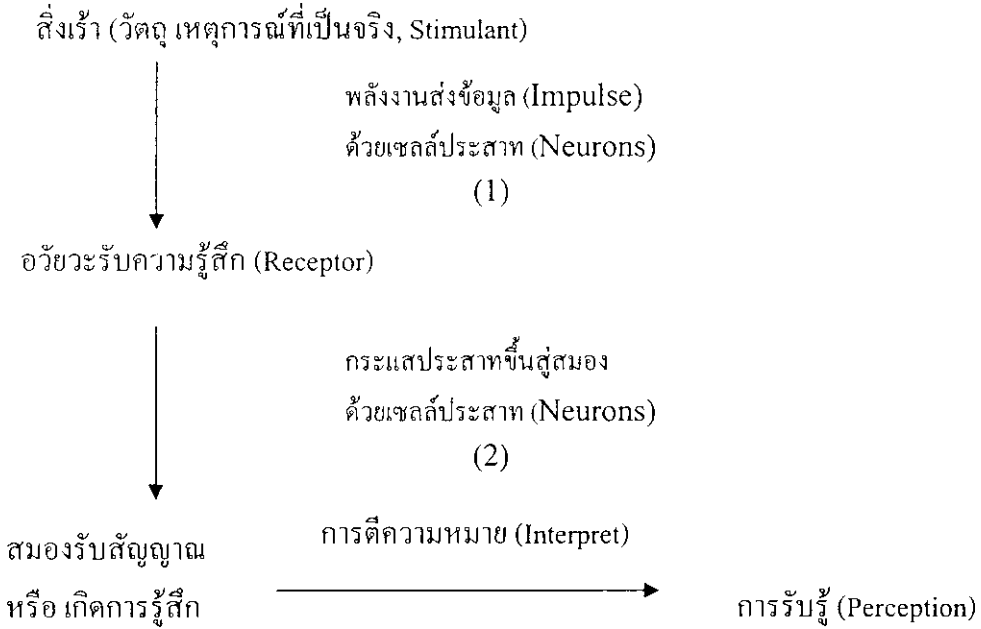 สิ่งเร้า (วัตถุ เหตุการณ์ที่เป็นจริง, Stimulant)
พลังงานส่งข้อมูล (Impulse)
ด้วยเซลล์ประสาท (Neurons)
(1)
อวัยวะรับความรู้สึก (Receptor)
กระแสประสาทขึ้นสู่สมอง
ด้วยเซลล์ประสาท (Neurons)
(2)
สมองรับสัญญาณ
หรือ เกิดการรู้สึก
การตีความหมาย (Interpret)
การรับรู้ (Perception)